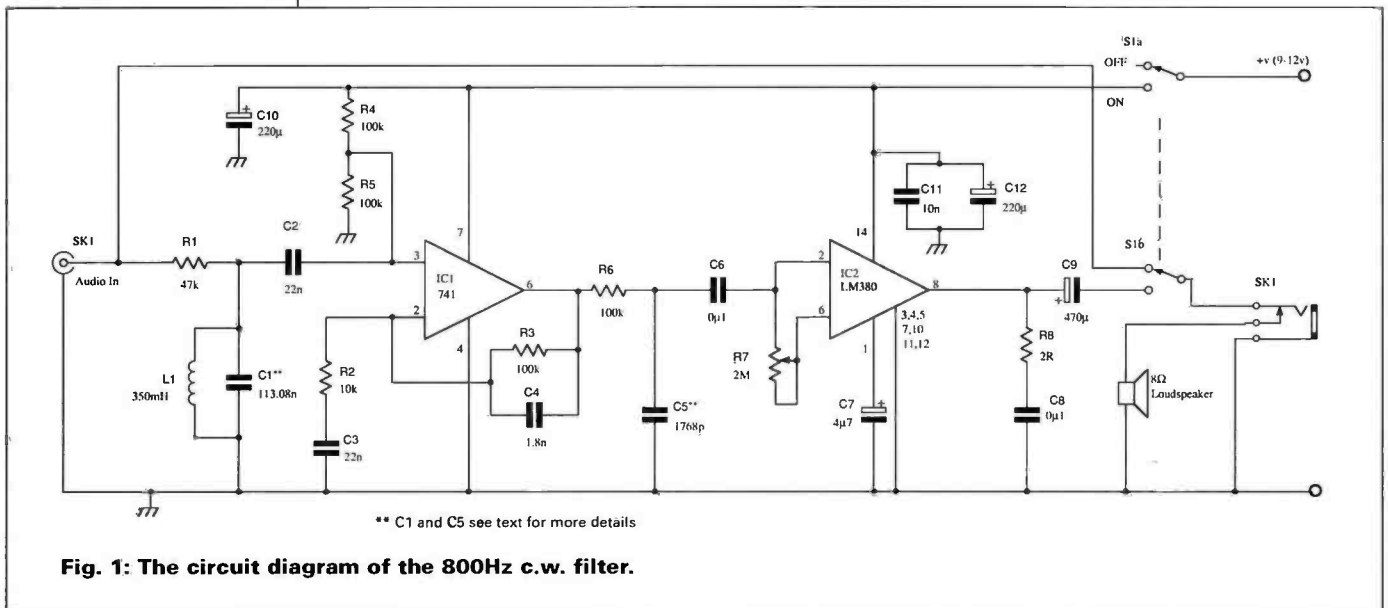 S1a
OFF
+v (9-12v)
ON
C10
220µ
R4
100k
R5
100k
C11
10n
C12
220µ
SK1
Audio In
R1
47k
C2
22n
3
7
IC1
741
6
2
4
R6
100k
C6
0µ1
14
2
IC2
LM380
8
6
3,4,5
7,10
11,12
1
S1b
C9
470µ
SK1
L1
350mH
C1**
113.08n
R2
10k
C3
22n
R3
100k
C4
1.8n
C5**
1768p
R7
2M
C7
4µ7
R8
2R
C8
0µ1
8Ω
Loudspeaker
** C1 and C5 see text for more details
Fig. 1: The circuit diagram of the 800Hz c.w. filter.